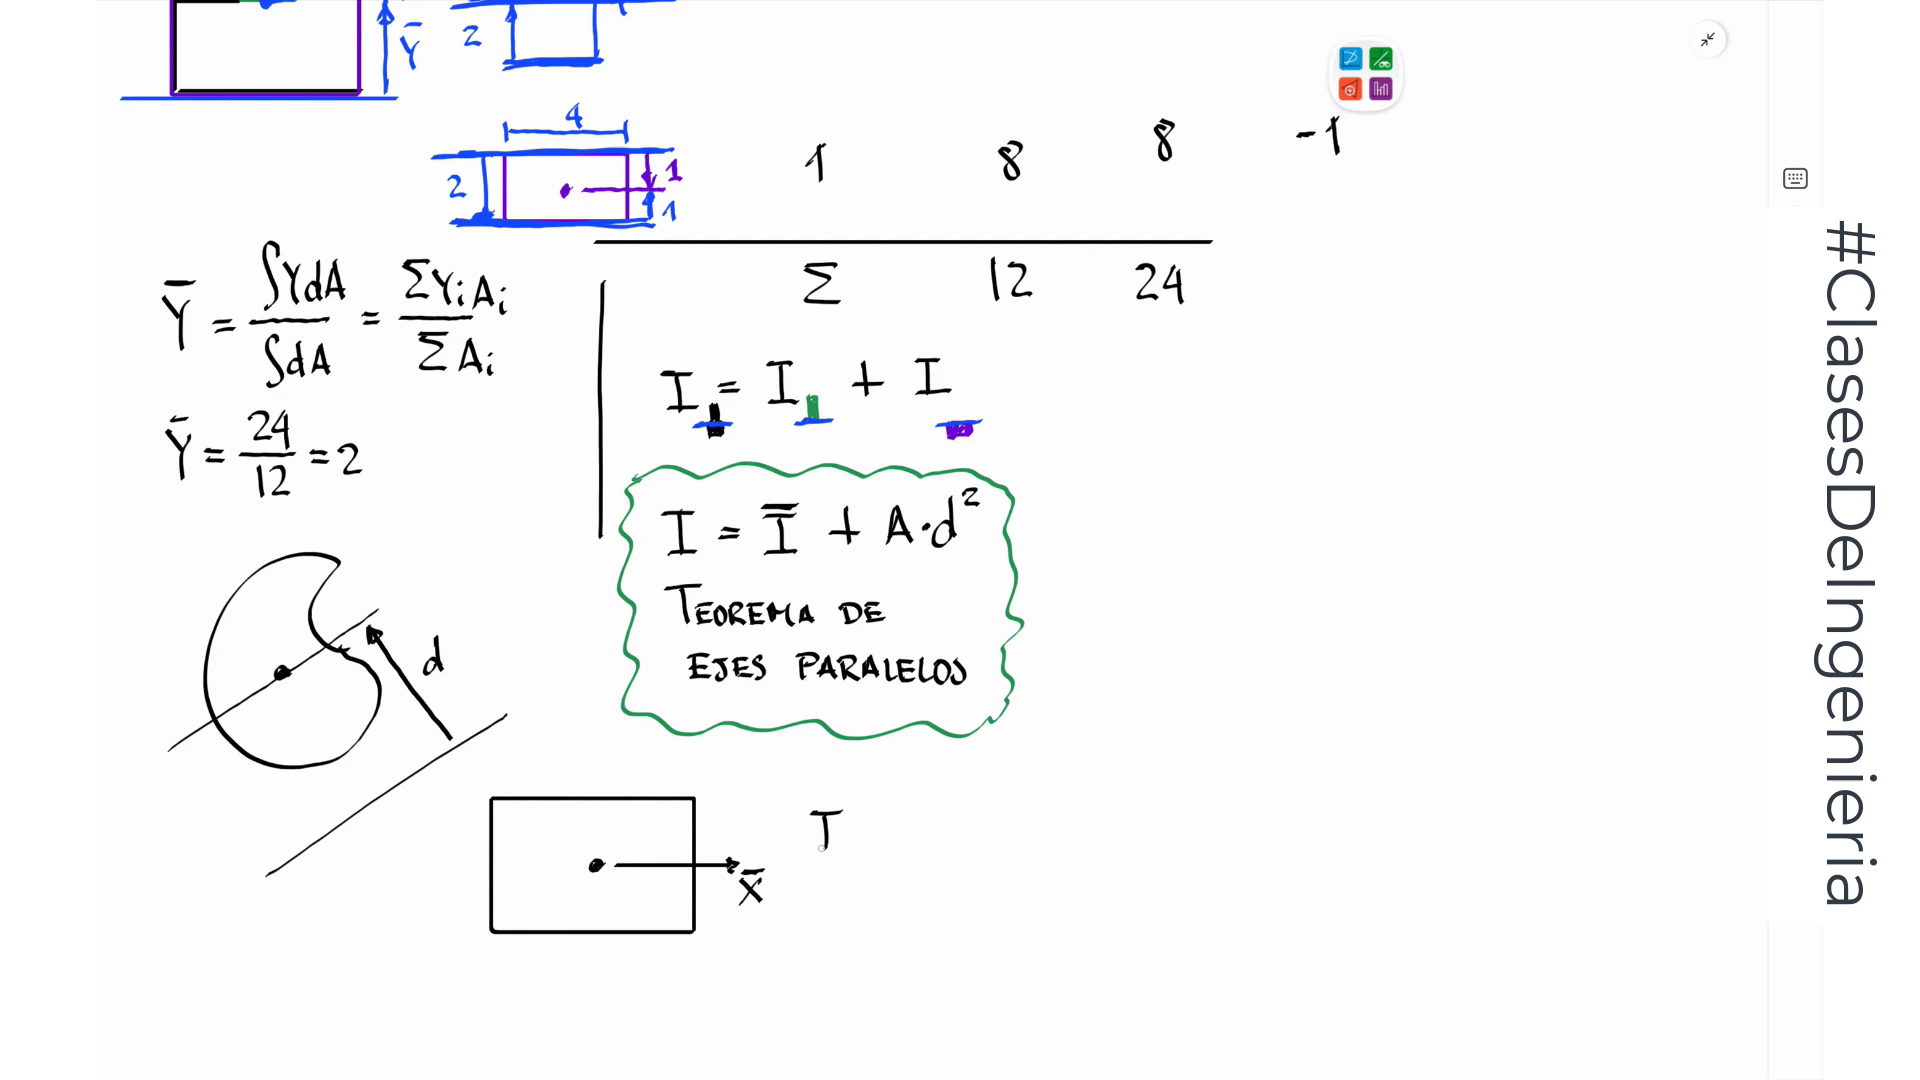 Ȳ
2
4
2
1
1
1 8 8 -1
Σ 12 24
Ȳ = ∫YdA / ∫dA = ΣYᵢAᵢ / ΣAᵢ
Ȳ = 24 / 12 = 2
I = I + I
I = Ī + A·d²
TEOREMA DE
EJES PARALELOS
d
X̄
#ClasesDeIngenieria